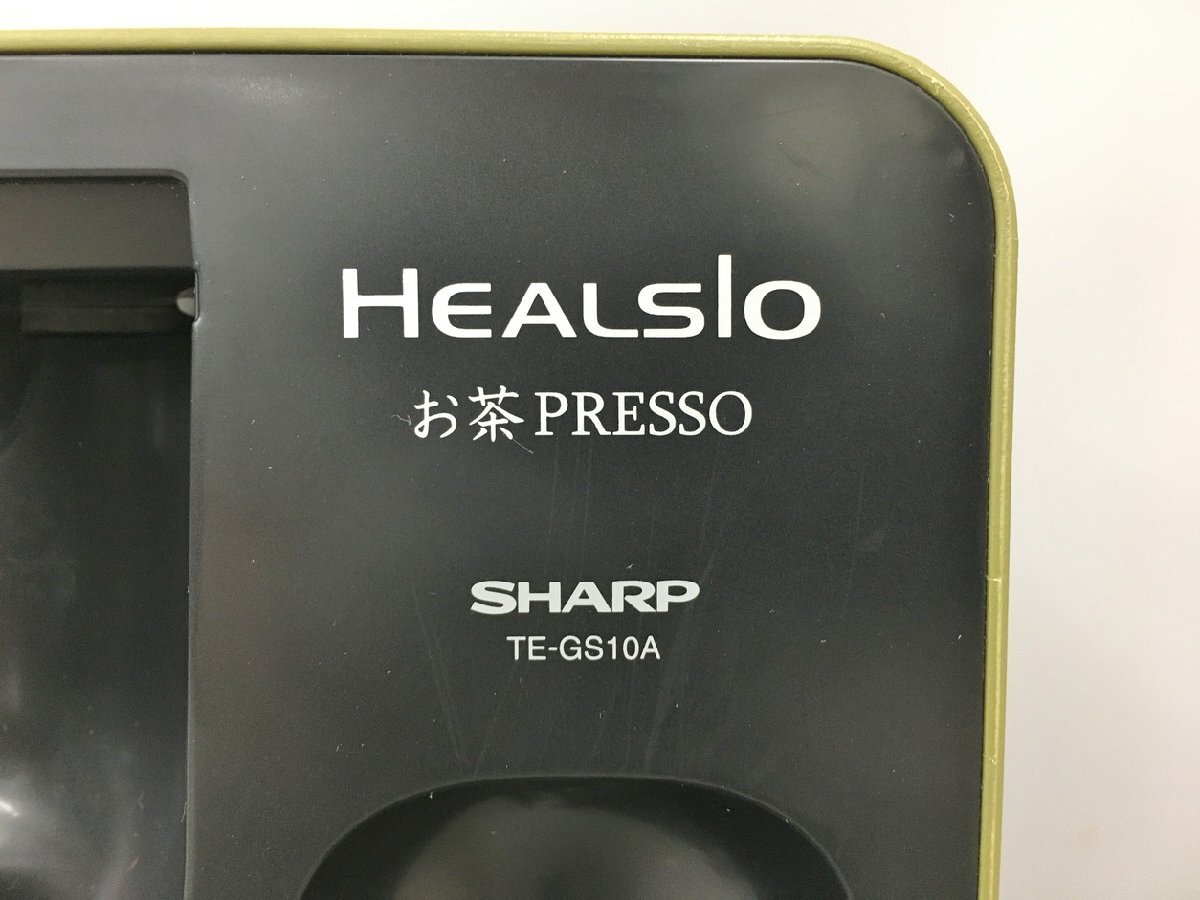 HEALSIO
お茶PRESSO
SHARP
TE-GS10A